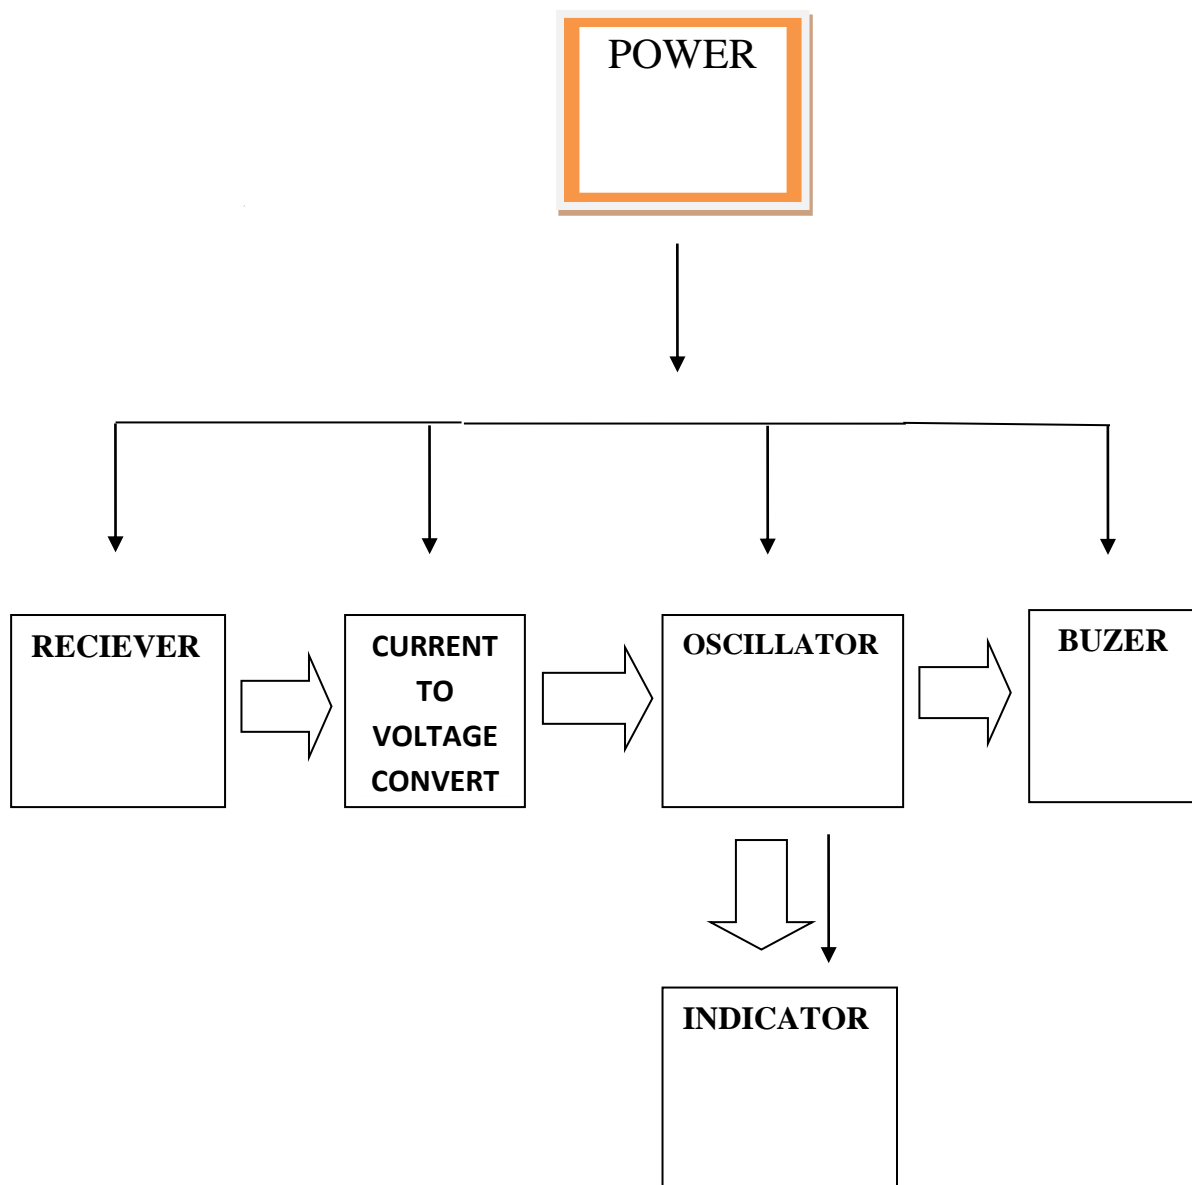 POWER
RECIEVER
CURRENT
TO
VOLTAGE
CONVERT
OSCILLATOR
BUZER
INDICATOR